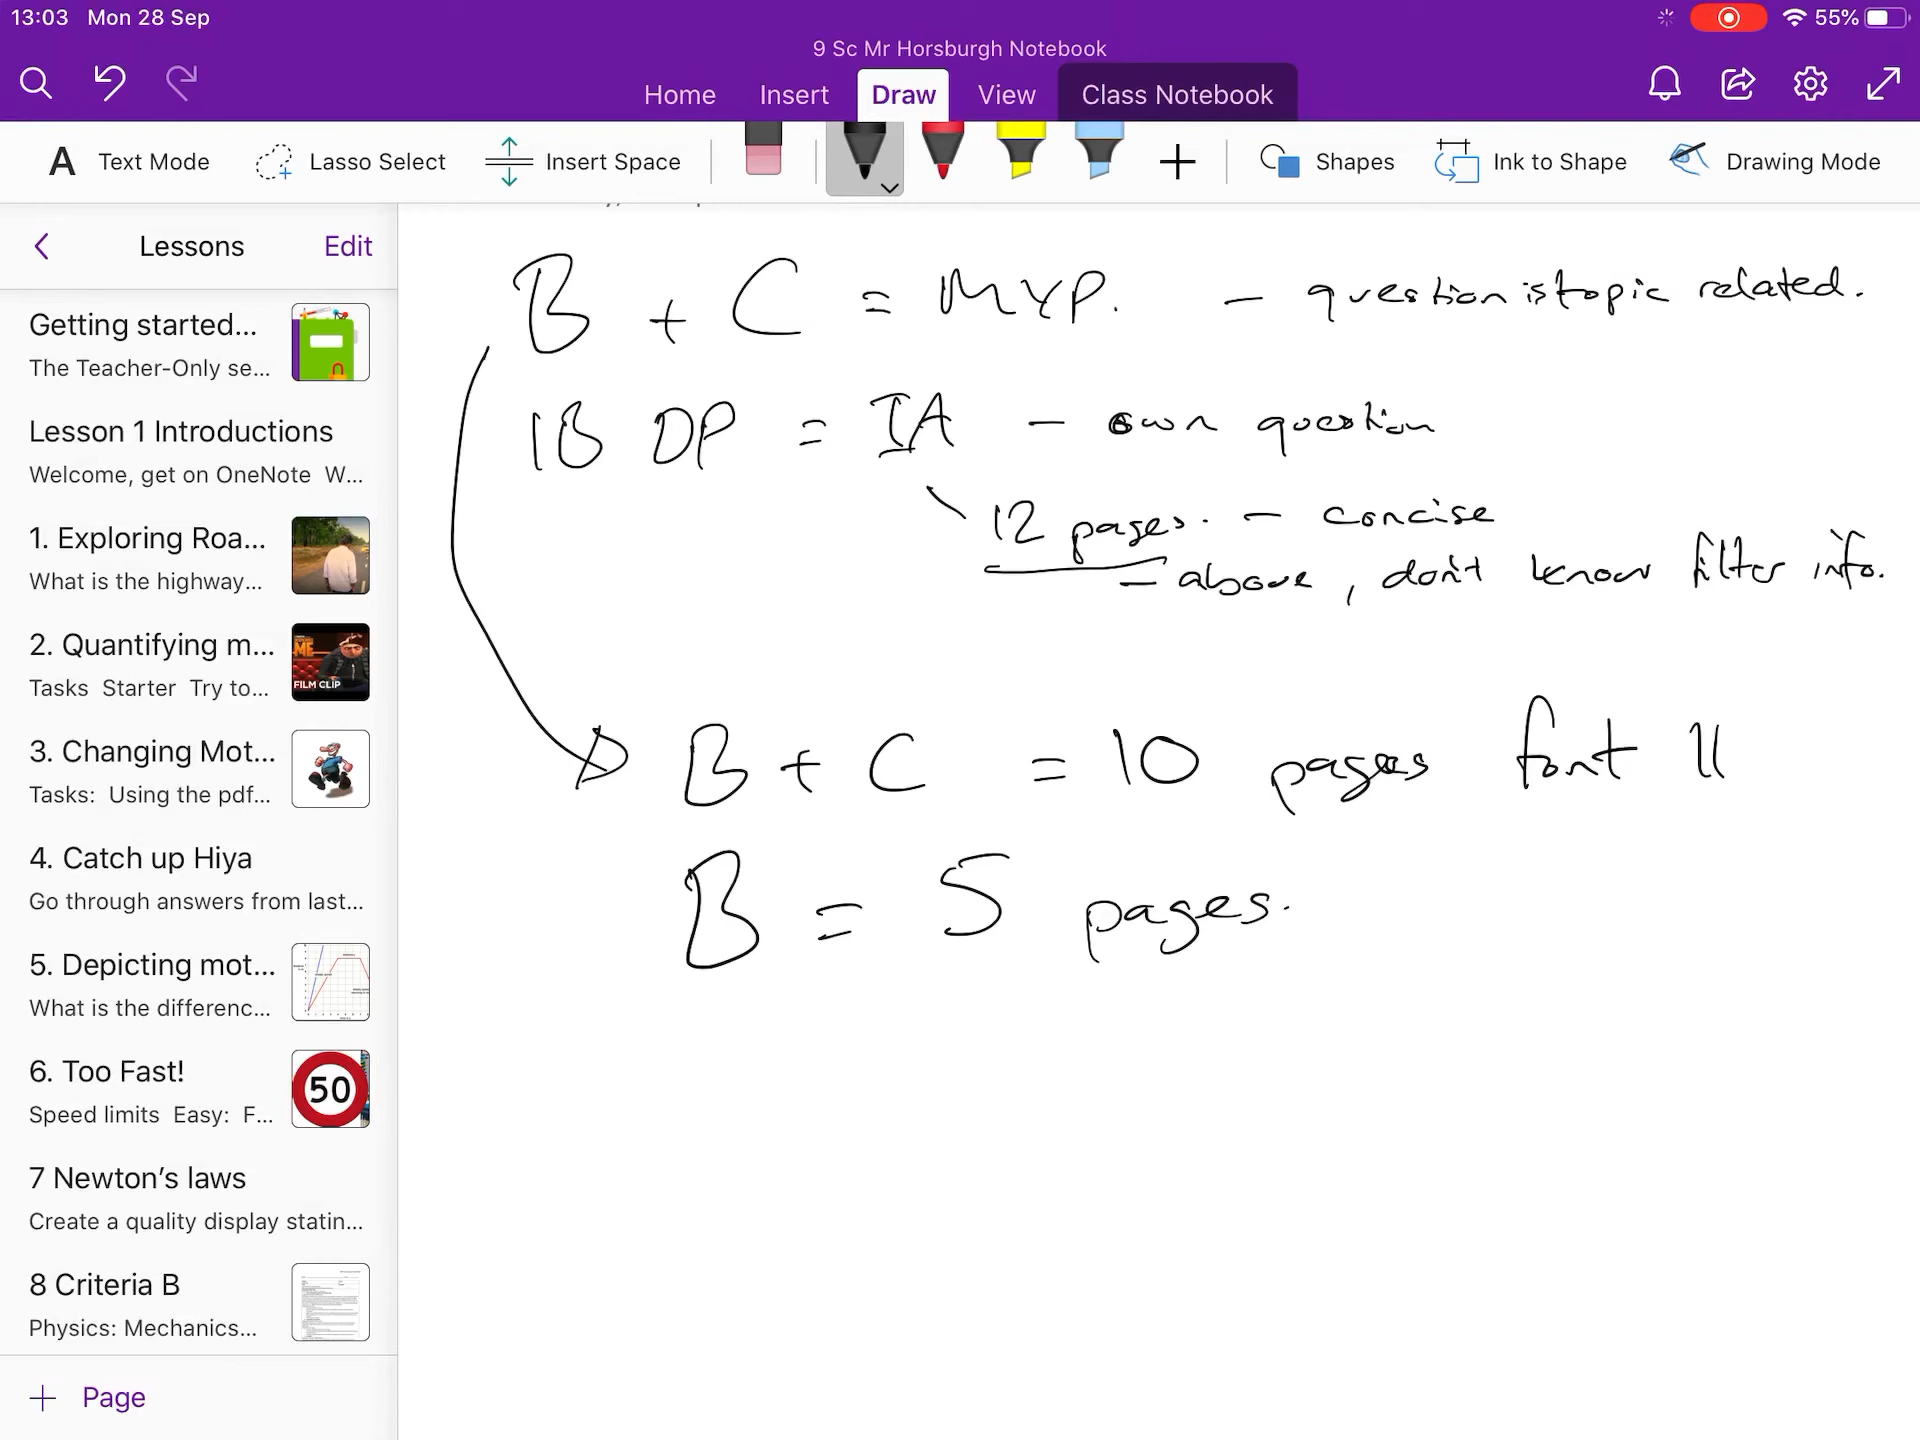 13:03 Mon 28 Sep
55%
9 Sc Mr Horsburgh Notebook
Home Insert Draw View Class Notebook
A Text Mode Lasso Select Insert Space Shapes Ink to Shape Drawing Mode
Lessons Edit
Getting started...
The Teacher-Only se...
Lesson 1 Introductions
Welcome, get on OneNote W...
1. Exploring Roa...
What is the highway...
2. Quantifying m...
Tasks Starter Try to...
ME
FILM CLIP
3. Changing Mot...
Tasks: Using the pdf...
4. Catch up Hiya
Go through answers from last...
5. Depicting mot...
What is the differenc...
6. Too Fast!
Speed limits Easy: F...
50
7 Newton's laws
Create a quality display statin...
8 Criteria B
Physics: Mechanics...
+ Page
B + C = MYP. - question is topic related.
IB DP = IA - own question
12 pages. - concise
- above, don't know filter info.
B + C = 10 pages font 11
B = 5 pages.